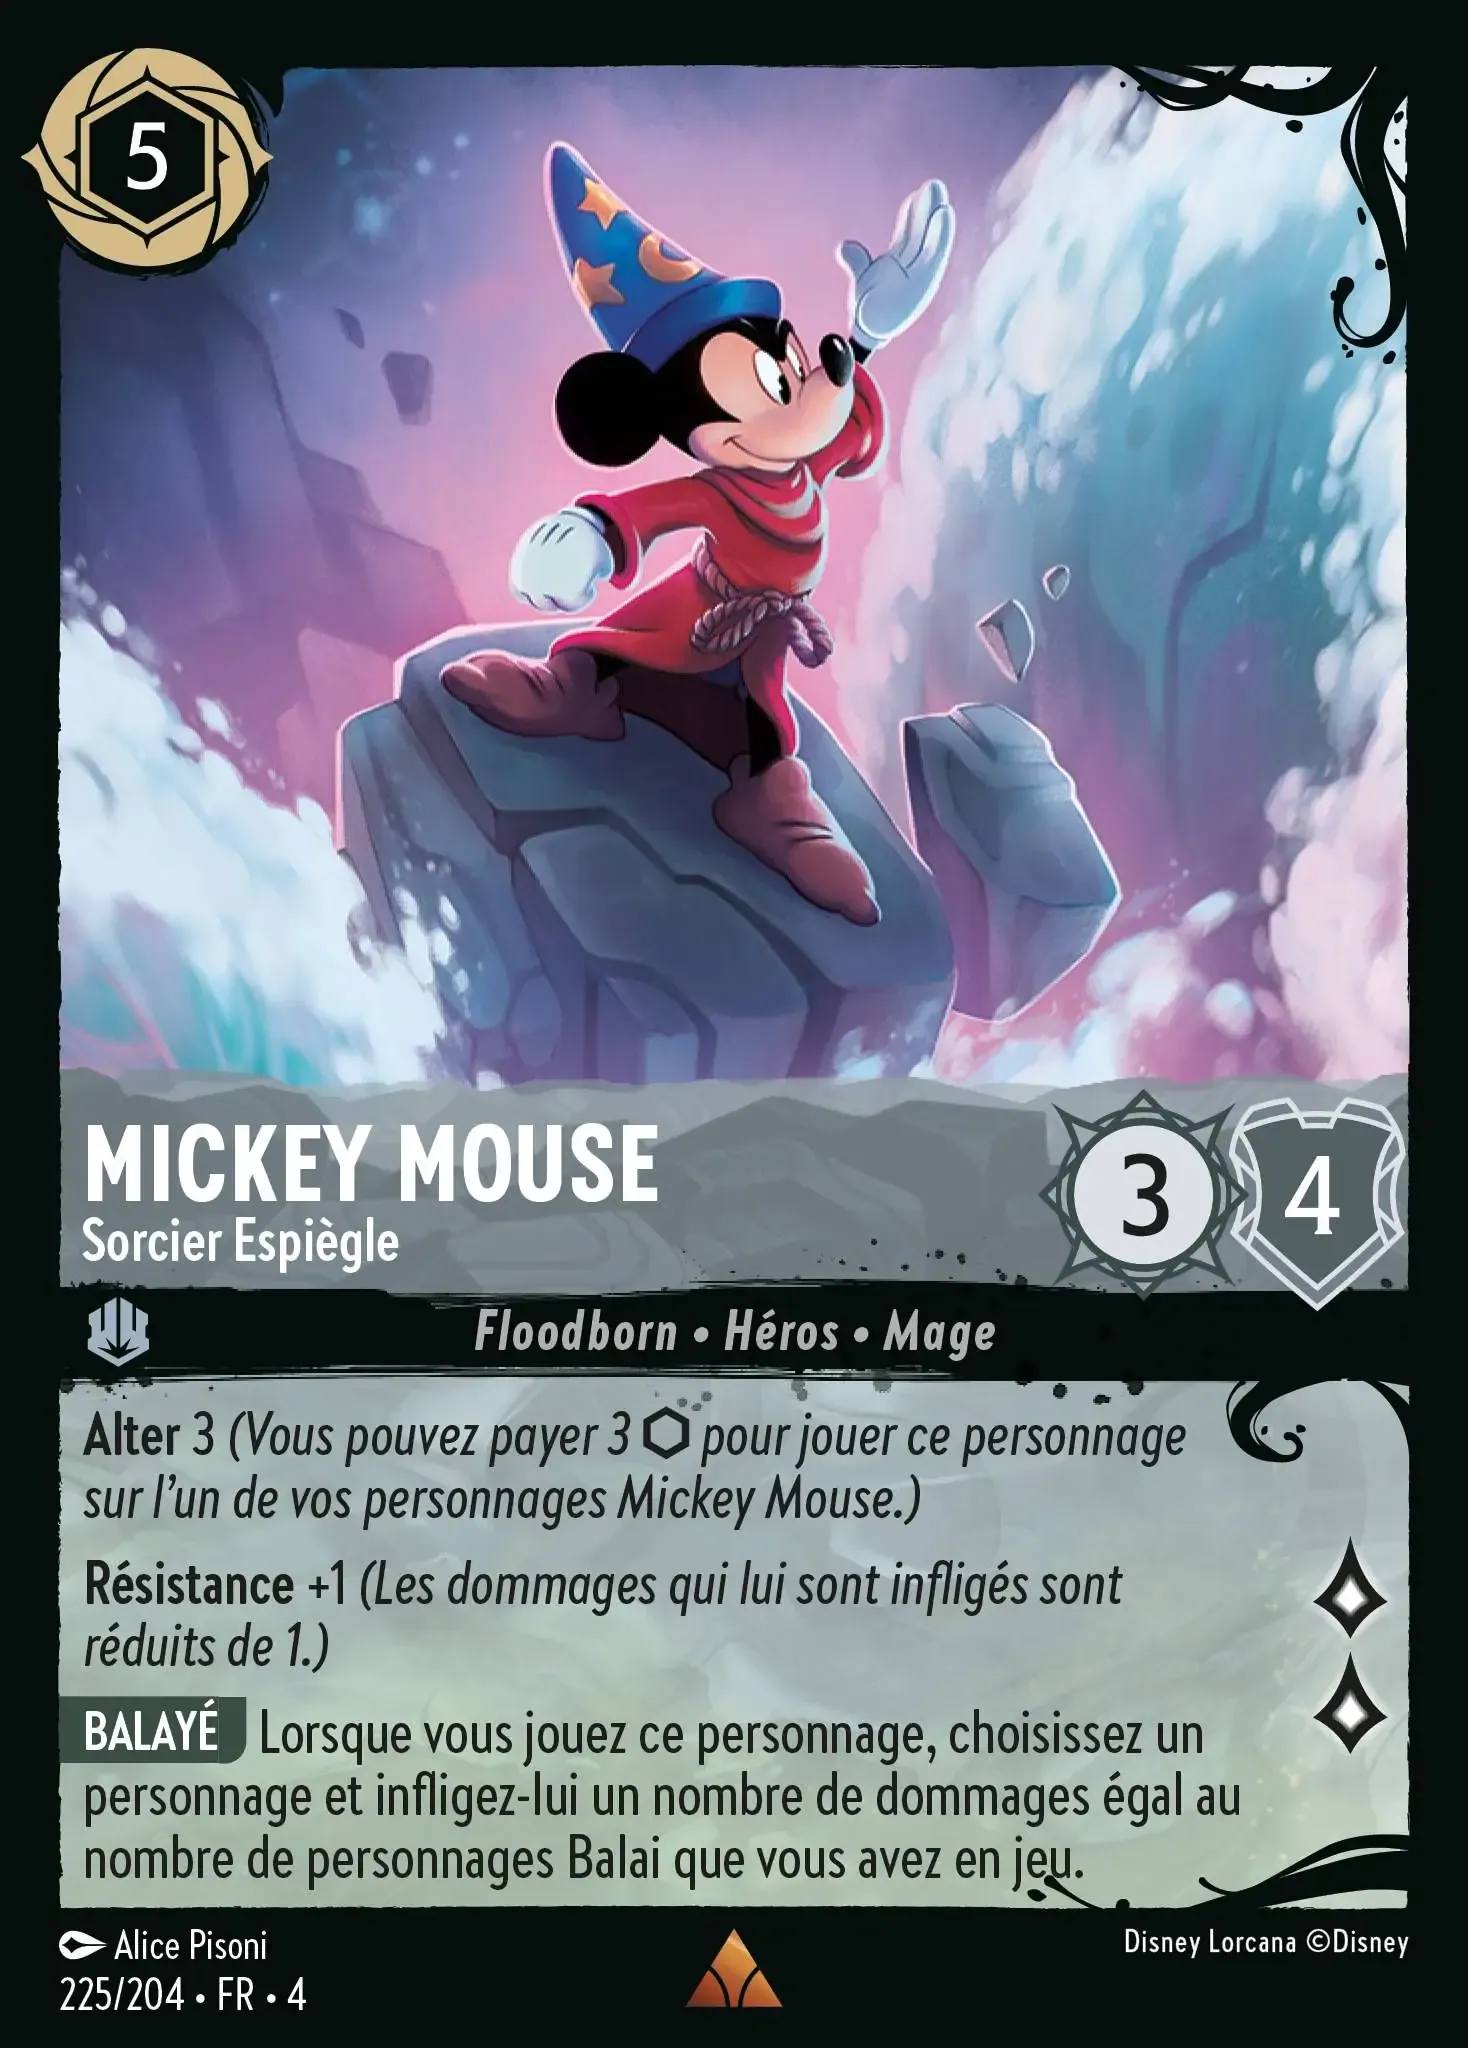 5
MICKEY MOUSE
Sorcier Espiègle
3
4
Floodborn • Héros • Mage
Alter 3 (Vous pouvez payer 3 ⬡ pour jouer ce personnage
sur l’un de vos personnages Mickey Mouse.)
Résistance +1 (Les dommages qui lui sont infligés sont
réduits de 1.)
BALAYÉ Lorsque vous jouez ce personnage, choisissez un
personnage et infligez-lui un nombre de dommages égal au
nombre de personnages Balai que vous avez en jeu.
Alice Pisoni
Disney Lorcana ©Disney
225/204 • FR • 4